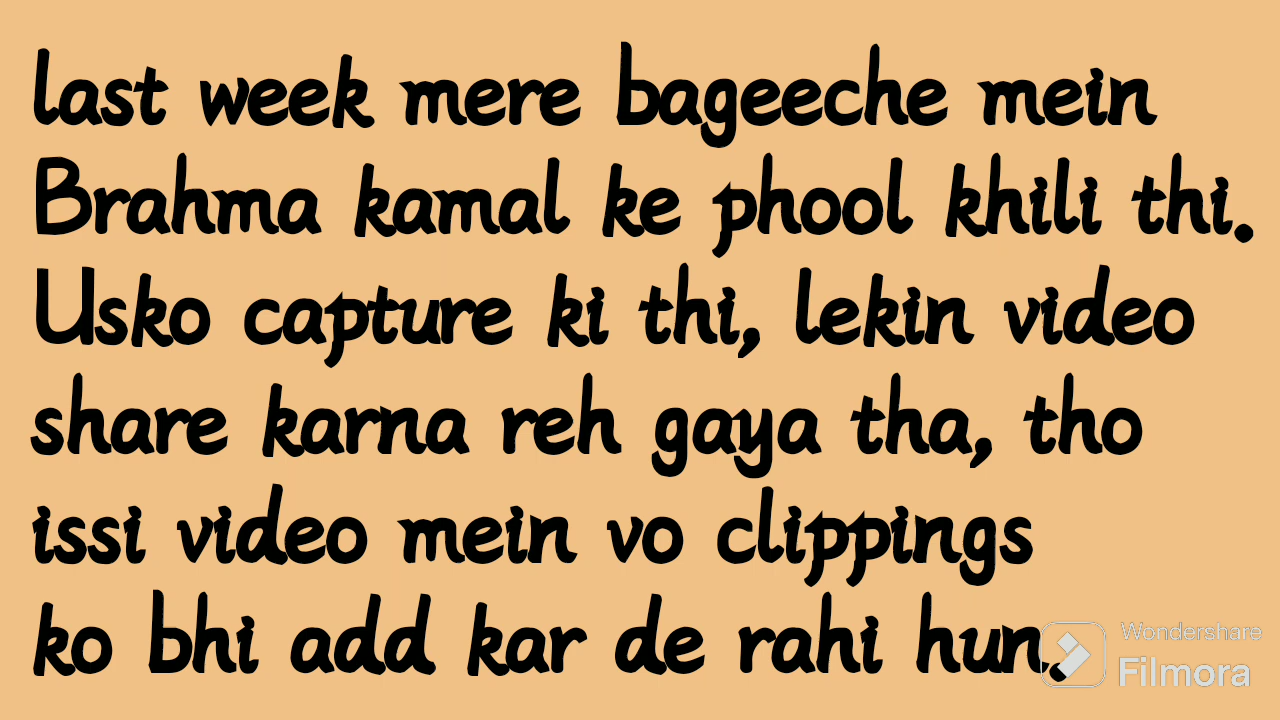 last week mere bageeche mein
Brahma kamal ke phool khili thi.
Usko capture ki thi, lekin video
share karna reh gaya tha, tho
issi video mein vo clippings
ko bhi add kar de rahi hun.
Wondershare
Filmora